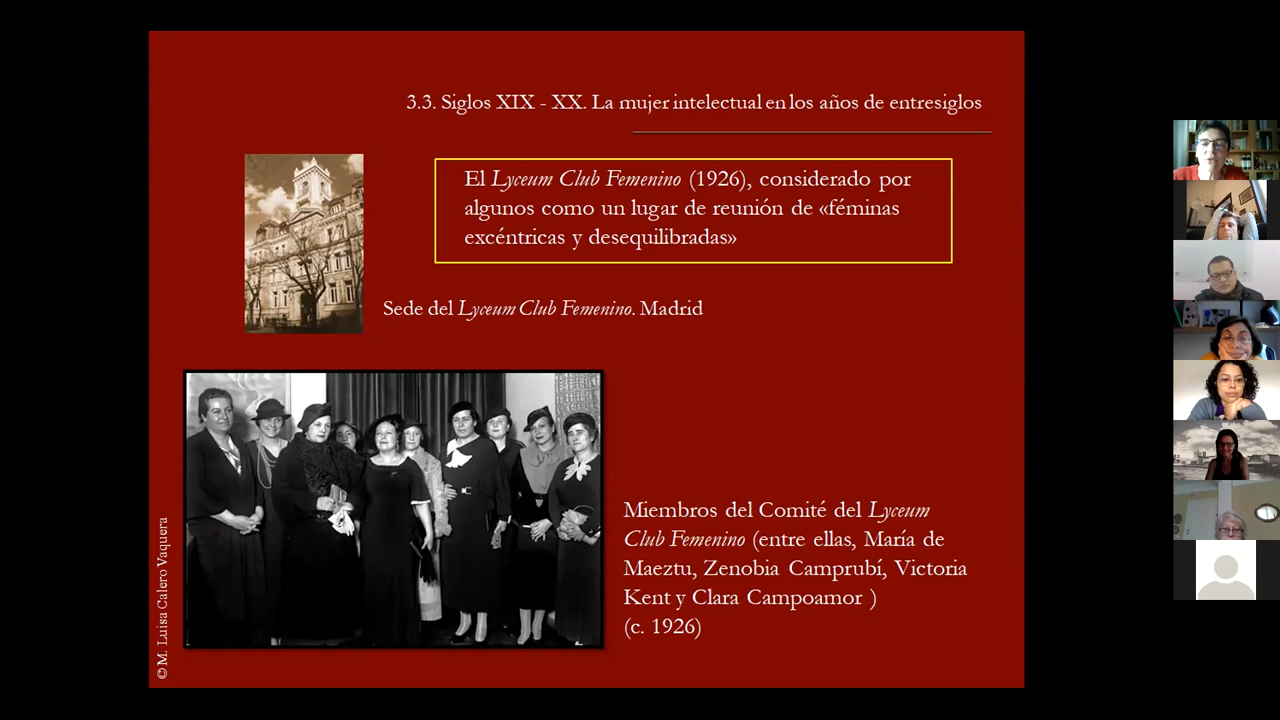 3.3. Siglos XIX - XX. La mujer intelectual en los años de entresiglos
El Lyceum Club Femenino (1926), considerado por
algunos como un lugar de reunión de «féminas
excéntricas y desequilibradas»
Sede del Lyceum Club Femenino. Madrid
Miembros del Comité del Lyceum
Club Femenino (entre ellas, María de
Maeztu, Zenobia Camprubí, Victoria
Kent y Clara Campoamor )
(c. 1926)
© M. Luisa Calero Vaquera